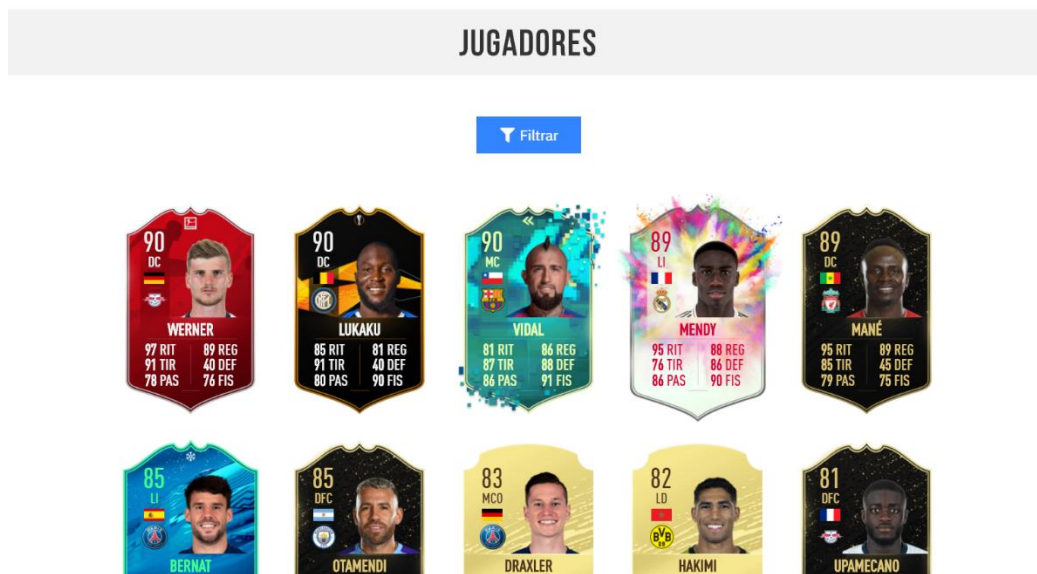 JUGADORES
Filtrar
90
DC
WERNER
97 RIT 89 REG
91 TIR 40 DEF
78 PAS 76 FIS
90
DC
LUKAKU
85 RIT 81 REG
91 TIR 40 DEF
80 PAS 90 FIS
90
MC
VIDAL
81 RIT 86 REG
87 TIR 88 DEF
86 PAS 91 FIS
89
LI
MENDY
95 RIT 88 REG
76 TIR 86 DEF
86 PAS 90 FIS
89
DC
MANÉ
95 RIT 89 REG
85 TIR 45 DEF
79 PAS 75 FIS
85
LI
BERNAT
85
DFC
OTAMENDI
83
MCO
DRAXLER
82
LD
BVB
09
HAKIMI
81
DFC
UPAMECANO